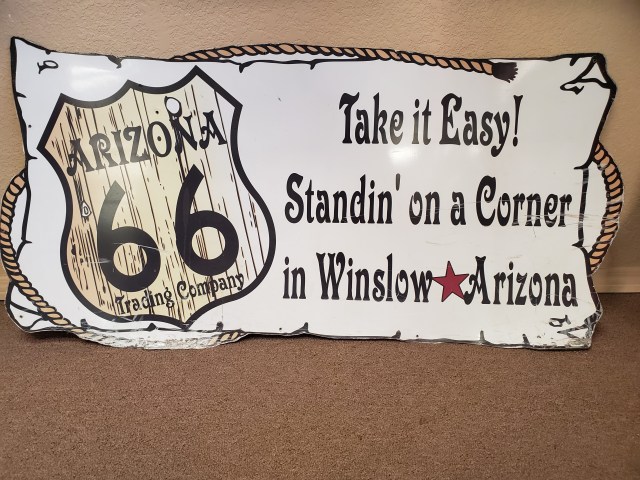 ARIZONA
66
Trading Company
Take it Easy!
Standin' on a Corner
in Winslow Arizona